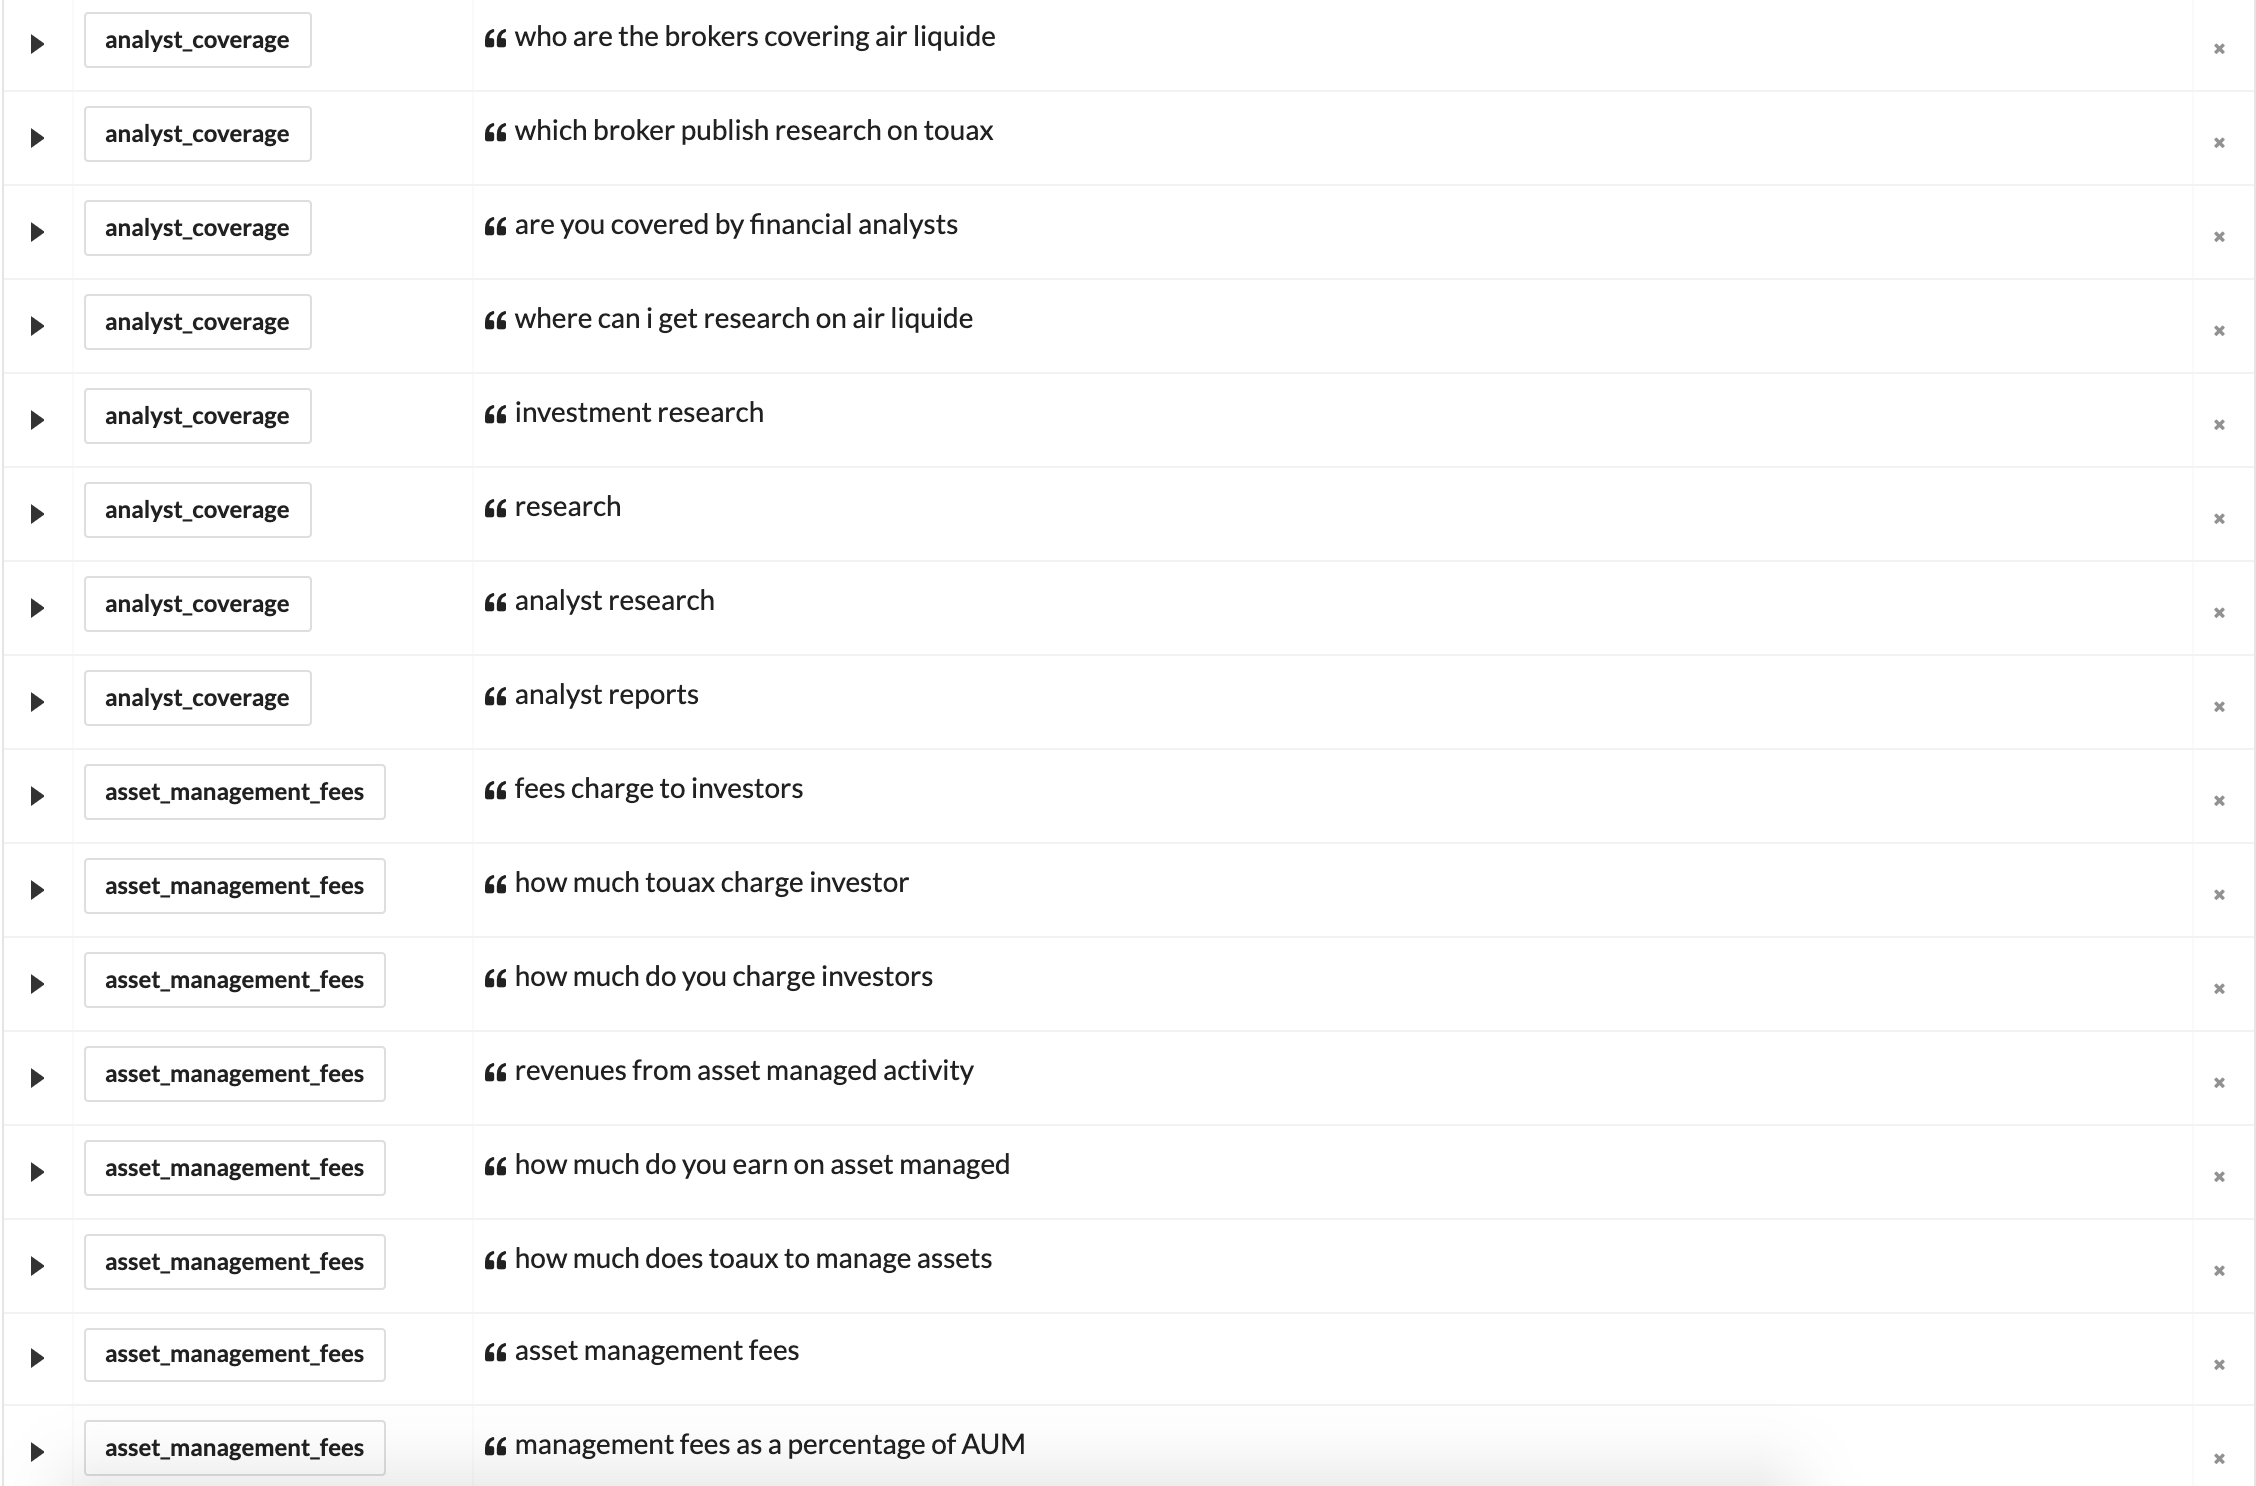 analyst_coverage “ who are the brokers covering air liquide
analyst_coverage “ which broker publish research on touax
analyst_coverage “ are you covered by financial analysts
analyst_coverage “ where can i get research on air liquide
analyst_coverage “ investment research
analyst_coverage “ research
analyst_coverage “ analyst research
analyst_coverage “ analyst reports
asset_management_fees “ fees charge to investors
asset_management_fees “ how much touax charge investor
asset_management_fees “ how much do you charge investors
asset_management_fees “ revenues from asset managed activity
asset_management_fees “ how much do you earn on asset managed
asset_management_fees “ how much does toaux to manage assets
asset_management_fees “ asset management fees
asset_management_fees “ management fees as a percentage of AUM